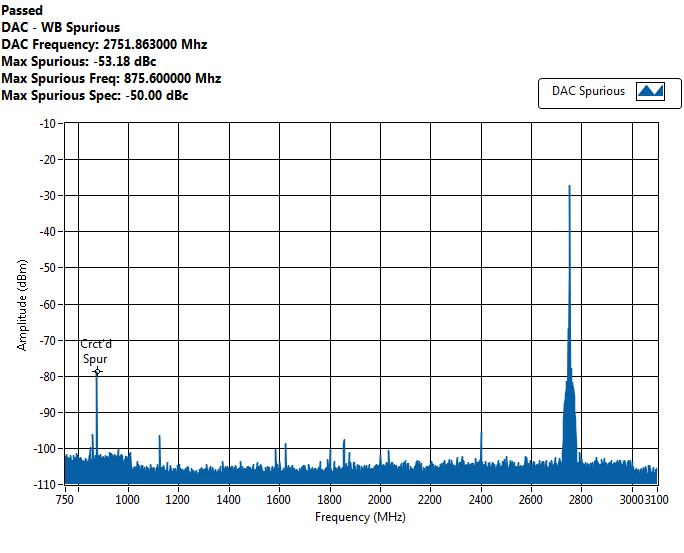 Passed
DAC - WB Spurious
DAC Frequency: 2751.863000 Mhz
Max Spurious: -53.18 dBc
Max Spurious Freq: 875.600000 Mhz
Max Spurious Spec: -50.00 dBc
DAC Spurious
-10
-20
-30
-40
-50
-60
-70
-80
-90
-100
-110
Amplitude (dBm)
Crct'd
Spur
750 1000 1200 1400 1600 1800 2000 2200 2400 2600 2800 3000 3100
Frequency (MHz)